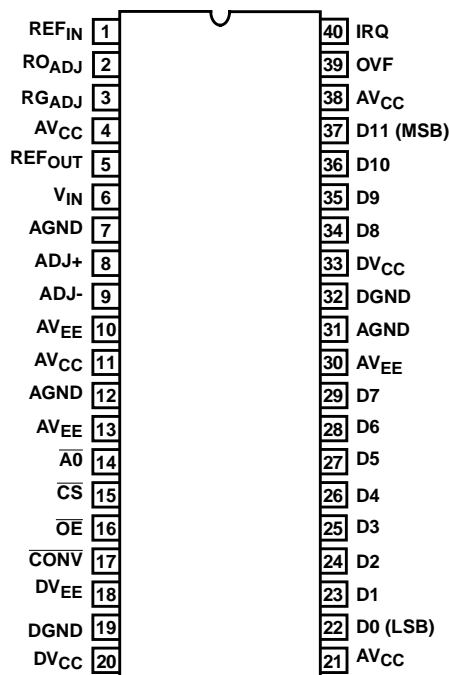 REFIN 1 40 IRQ
ROADJ 2 39 OVF
RGADJ 3 38 AVCC
AVCC 4 37 D11 (MSB)
REFOUT 5 36 D10
VIN 6 35 D9
AGND 7 34 D8
ADJ+ 8 33 DVCC
ADJ- 9 32 DGND
AVEE 10 31 AGND
AVCC 11 30 AVEE
AGND 12 29 D7
AVEE 13 28 D6
A0 14 27 D5
CS 15 26 D4
OE 16 25 D3
CONV 17 24 D2
DVEE 18 23 D1
DGND 19 22 D0 (LSB)
DVCC 20 21 AVCC